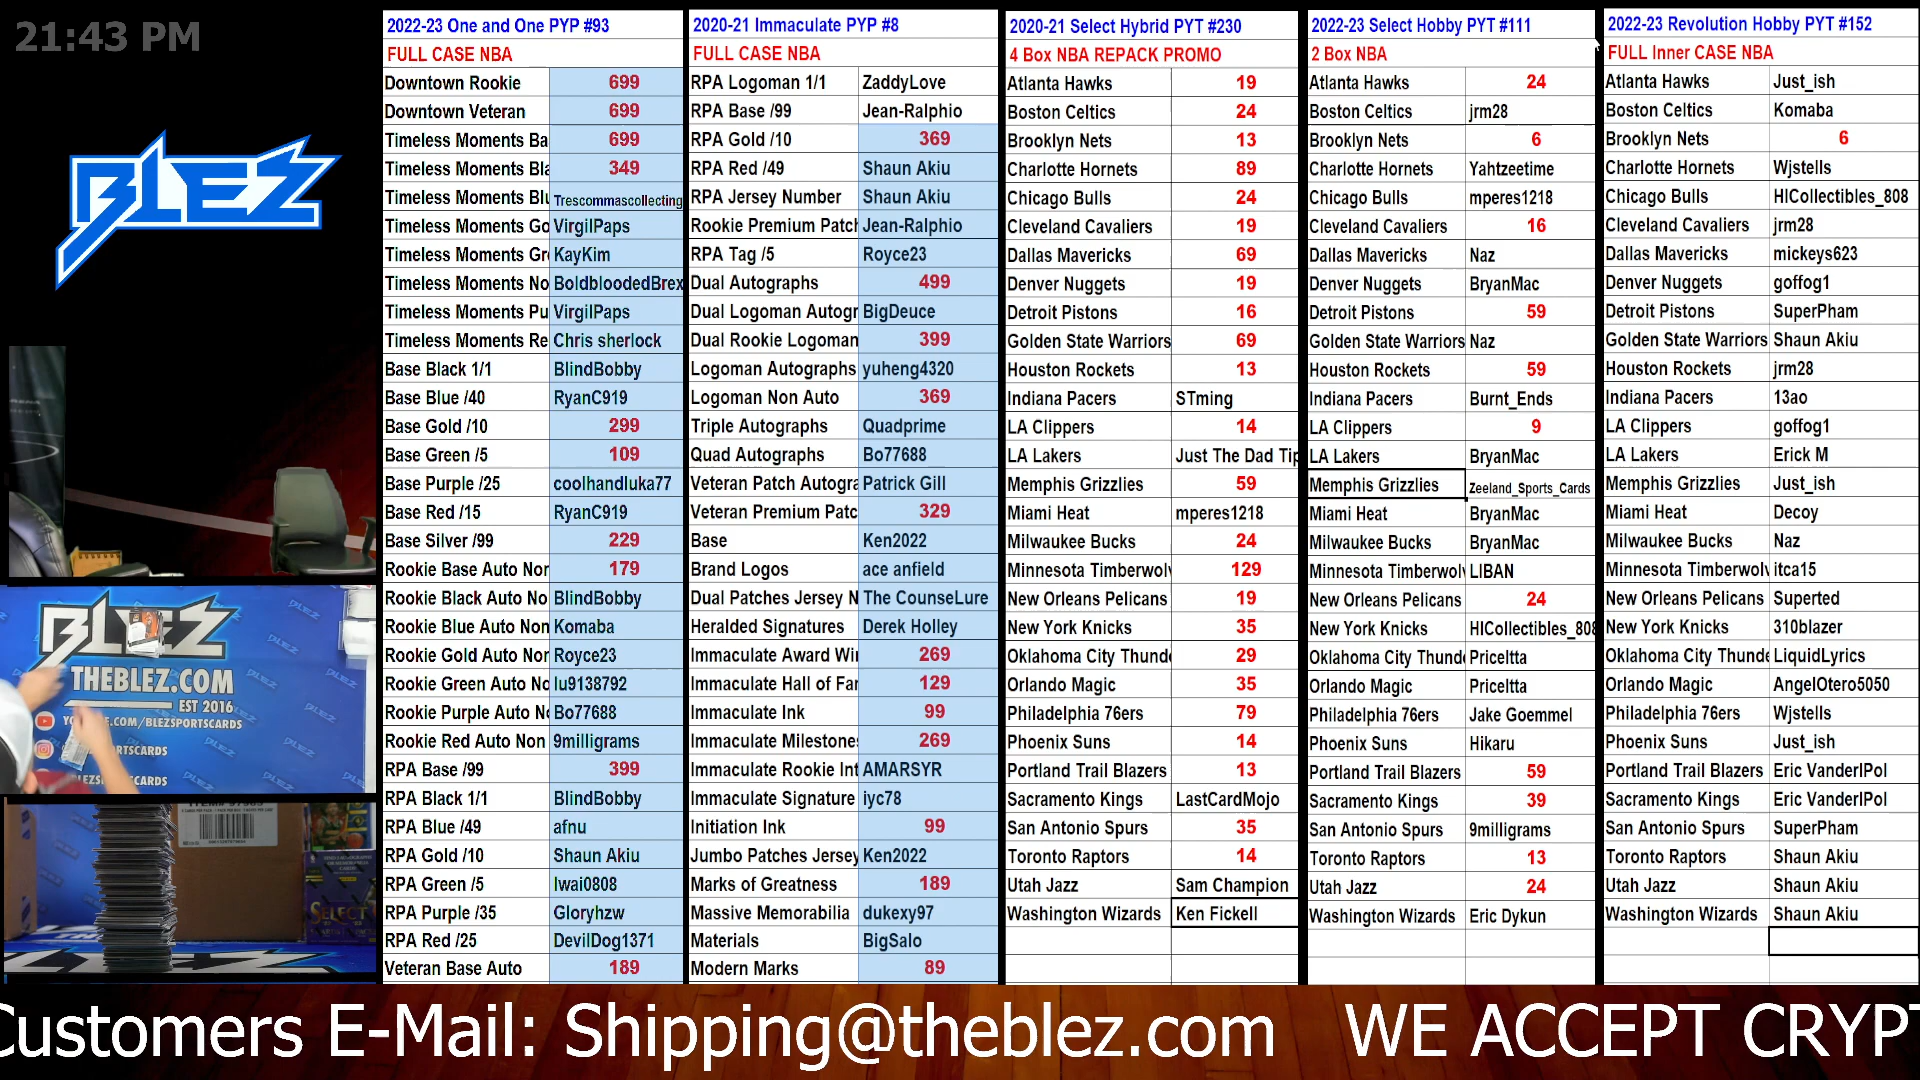 21:43 PM
BLEZ
BLEZ
THEBLEZ.COM
EST 2016
2022-23 One and One PYP #93
FULL CASE NBA
Downtown Rookie 699
Downtown Veteran 699
Timeless Moments Ba 699
Timeless Moments Bla 349
Timeless Moments Blu Trescommascollecting
Timeless Moments Go VirgilPaps
Timeless Moments Gr KayKim
Timeless Moments No BoldbloodedBrex
Timeless Moments Pu VirgilPaps
Timeless Moments Re Chris sherlock
Base Black 1/1 BlindBobby
Base Blue /40 RyanC919
Base Gold /10 299
Base Green /5 109
Base Purple /25 coolhandluka77
Base Red /15 RyanC919
Base Silver /99 229
Rookie Base Auto Nor 179
Rookie Black Auto No BlindBobby
Rookie Blue Auto Non Komaba
Rookie Gold Auto Nor Royce23
Rookie Green Auto No lu9138792
Rookie Purple Auto No Bo77688
Rookie Red Auto Non 9milligrams
RPA Base /99 399
RPA Black 1/1 BlindBobby
RPA Blue /49 afnu
RPA Gold /10 Shaun Akiu
RPA Green /5 Iwai0808
RPA Purple /35 Gloryhzw
RPA Red /25 DevilDog1371
Veteran Base Auto 189
2020-21 Immaculate PYP #8
FULL CASE NBA
RPA Logoman 1/1 ZaddyLove
RPA Base /99 Jean-Ralphio
RPA Gold /10 369
RPA Red /49 Shaun Akiu
RPA Jersey Number Shaun Akiu
Rookie Premium Patch Jean-Ralphio
RPA Tag /5 Royce23
Dual Autographs 499
Dual Logoman Autogr BigDeuce
Dual Rookie Logoman 399
Logoman Autographs yuheng4320
Logoman Non Auto 369
Triple Autographs Quadprime
Quad Autographs Bo77688
Veteran Patch Autogra Patrick Gill
Veteran Premium Patc 329
Base Ken2022
Brand Logos ace anfield
Dual Patches Jersey N The CounseLure
Heralded Signatures Derek Holley
Immaculate Award Wi 269
Immaculate Hall of Fa 129
Immaculate Ink 99
Immaculate Milestone 269
Immaculate Rookie Int AMARSYR
Immaculate Signature iyc78
Initiation Ink 99
Jumbo Patches Jersey Ken2022
Marks of Greatness 189
Massive Memorabilia dukexy97
Materials BigSalo
Modern Marks 89
2020-21 Select Hybrid PYT #230
4 Box NBA REPACK PROMO
Atlanta Hawks 19
Boston Celtics 24
Brooklyn Nets 13
Charlotte Hornets 89
Chicago Bulls 24
Cleveland Cavaliers 19
Dallas Mavericks 69
Denver Nuggets 19
Detroit Pistons 16
Golden State Warriors 69
Houston Rockets 13
Indiana Pacers STming
LA Clippers 14
LA Lakers Just The Dad Tip
Memphis Grizzlies 59
Miami Heat mperes1218
Milwaukee Bucks 24
Minnesota Timberwolv 129
New Orleans Pelicans 19
New York Knicks 35
Oklahoma City Thund 29
Orlando Magic 35
Philadelphia 76ers 79
Phoenix Suns 14
Portland Trail Blazers 13
Sacramento Kings LastCardMojo
San Antonio Spurs 35
Toronto Raptors 14
Utah Jazz Sam Champion
Washington Wizards Ken Fickell
2022-23 Select Hobby PYT #111
2 Box NBA
Atlanta Hawks 24
Boston Celtics jrm28
Brooklyn Nets 6
Charlotte Hornets Yahtzeetime
Chicago Bulls mperes1218
Cleveland Cavaliers 16
Dallas Mavericks Naz
Denver Nuggets BryanMac
Detroit Pistons 59
Golden State Warriors Naz
Houston Rockets 59
Indiana Pacers Burnt_Ends
LA Clippers 9
LA Lakers BryanMac
Memphis Grizzlies Zeeland_Sports_Cards
Miami Heat BryanMac
Milwaukee Bucks BryanMac
Minnesota Timberwolv LIBAN
New Orleans Pelicans 24
New York Knicks HICollectibles_808
Oklahoma City Thund Priceltta
Orlando Magic Priceltta
Philadelphia 76ers Jake Goemmel
Phoenix Suns Hikaru
Portland Trail Blazers 59
Sacramento Kings 39
San Antonio Spurs 9milligrams
Toronto Raptors 13
Utah Jazz 24
Washington Wizards Eric Dykun
2022-23 Revolution Hobby PYT #152
FULL Inner CASE NBA
Atlanta Hawks Just_ish
Boston Celtics Komaba
Brooklyn Nets 6
Charlotte Hornets Wjstells
Chicago Bulls HICollectibles_808
Cleveland Cavaliers jrm28
Dallas Mavericks mickeys623
Denver Nuggets goffog1
Detroit Pistons SuperPham
Golden State Warriors Shaun Akiu
Houston Rockets jrm28
Indiana Pacers 13ao
LA Clippers goffog1
LA Lakers Erick M
Memphis Grizzlies Just_ish
Miami Heat Decoy
Milwaukee Bucks Naz
Minnesota Timberwolv itca15
New Orleans Pelicans Superted
New York Knicks 310blazer
Oklahoma City Thunde LiquidLyrics
Orlando Magic AngelOtero5050
Philadelphia 76ers Wjstells
Phoenix Suns Just_ish
Portland Trail Blazers Eric VanderlPol
Sacramento Kings Eric VanderlPol
San Antonio Spurs SuperPham
Toronto Raptors Shaun Akiu
Utah Jazz Shaun Akiu
Washington Wizards Shaun Akiu
Customers E-Mail: Shipping@theblez.com WE ACCEPT CRYPT